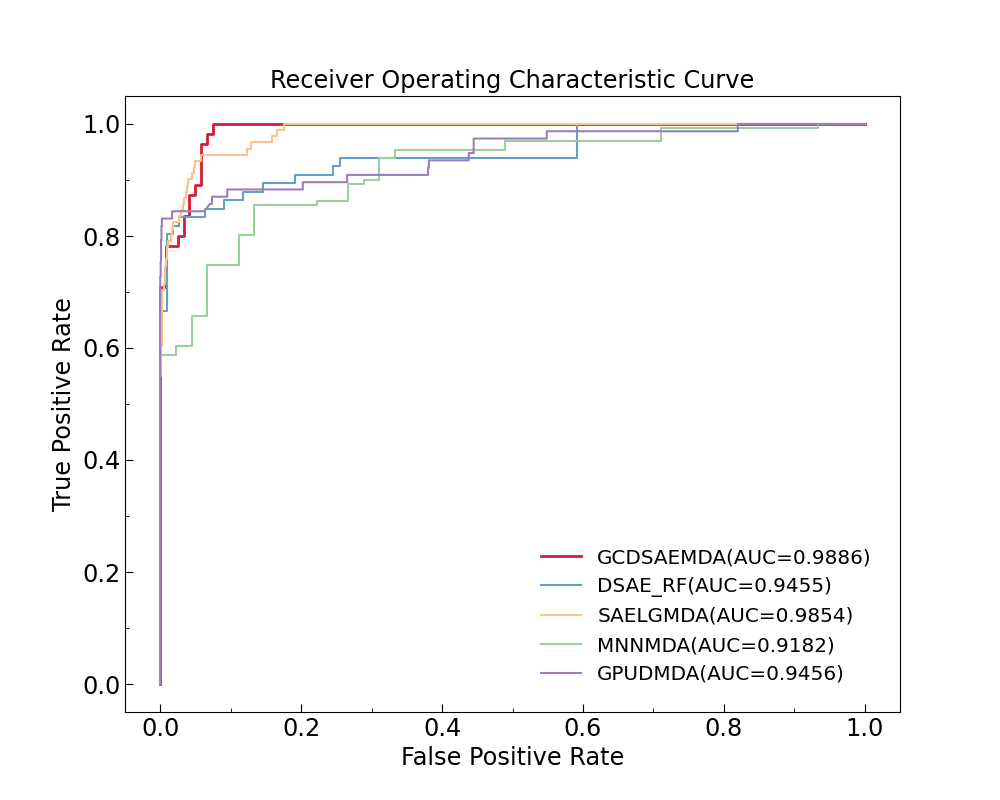 Receiver Operating Characteristic Curve
1.0
0.8
0.6
0.4
0.2
0.0
True Positive Rate
GCDSAEMDA(AUC=0.9886)
DSAE_RF(AUC=0.9455)
SAELGMDA(AUC=0.9854)
MNNMDA(AUC=0.9182)
GPUDMDA(AUC=0.9456)
0.0 0.2 0.4 0.6 0.8 1.0
False Positive Rate